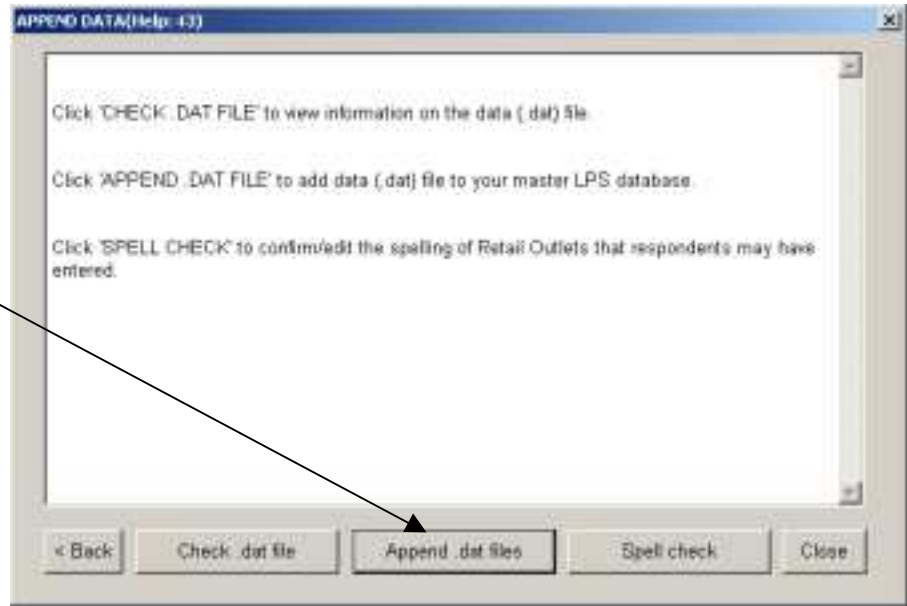 APPEND DATA(Help: 43)
Click 'CHECK .DAT FILE' to view information on the data (.dat) file.
Click 'APPEND .DAT FILE' to add data (.dat) file to your master LPS database.
Click 'SPELL CHECK' to confirm/edit the spelling of Retail Outlets that respondents may have
entered.
< Back Check .dat file Append .dat files Spell check Close